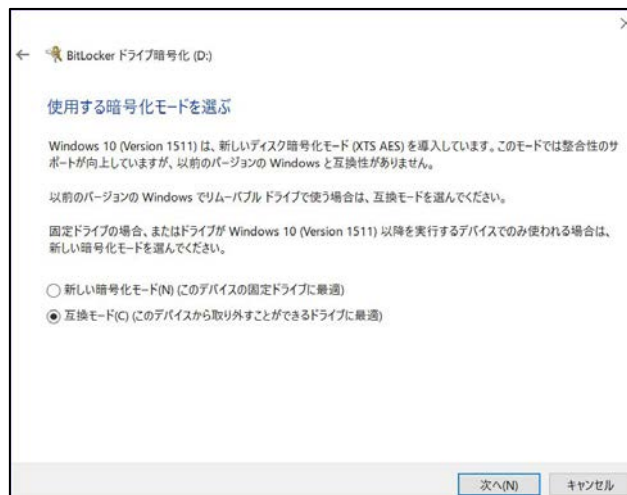 BitLocker ドライブ暗号化 (D:)
使用する暗号化モードを選ぶ
Windows 10 (Version 1511) は、新しいディスク暗号化モード (XTS AES) を導入しています。このモードでは整合性のサ
ポートが向上していますが、以前のバージョンの Windows と互換性がありません。
以前のバージョンの Windows でリムーバブル ドライブで使う場合は、互換モードを選んでください。
固定ドライブの場合、またはドライブが Windows 10 (Version 1511) 以降を実行するデバイスでのみ使われる場合は、
新しい暗号化モードを選んでください。
新しい暗号化モード(N) (このデバイスの固定ドライブに最適)
互換モード(C) (このデバイスから取り外すことができるドライブに最適)
次へ(N) キャンセル